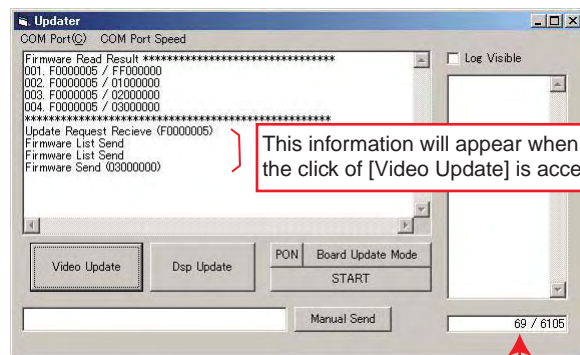 Updater
COM Port(C) COM Port Speed
Firmware Read Result ***********************************
001. F0000005 / FF000000
002. F0000005 / 01000000
003. F0000005 / 02000000
004. F0000005 / 03000000
*******************************************************
Update Request Recieve (F0000005)
Firmware List Send
Firmware List Send
Firmware Send (03000000)
Log Visible
This information will appear when
the click of [Video Update] is acce
Video Update
Dsp Update
PON Board Update Mode
START
Manual Send
69 / 6105